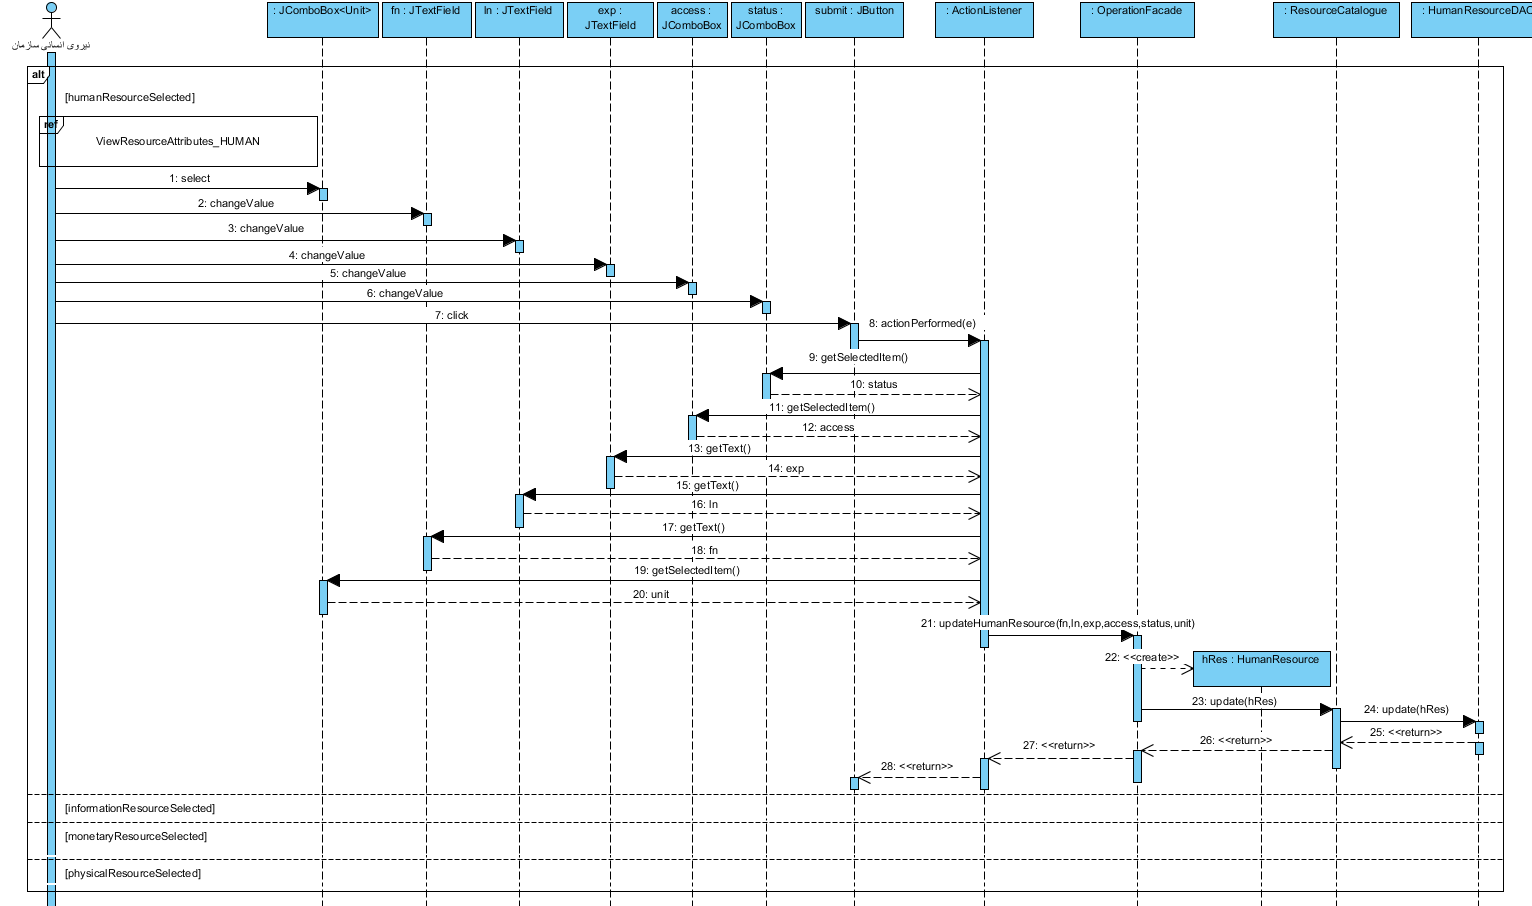 : JComboBox<Unit>
fn : JTextField
ln : JTextField
exp :
JTextField
access :
JComboBox
status :
JComboBox
submit : JButton
: ActionListener
: OperationFacade
: ResourceCatalogue
: HumanResourceDAO
نیروی انسانی سازمان
alt
[humanResourceSelected]
ref
ViewResourceAttributes_HUMAN
1: select
2: changeValue
3: changeValue
4: changeValue
5: changeValue
6: changeValue
7: click
8: actionPerformed(e)
9: getSelectedItem()
10: status
11: getSelectedItem()
12: access
13: getText()
14: exp
15: getText()
16: ln
17: getText()
18: fn
19: getSelectedItem()
20: unit
21: updateHumanResource(fn,ln,exp,access,status,unit)
22: <<create>>
hRes : HumanResource
23: update(hRes)
24: update(hRes)
25: <<return>>
26: <<return>>
27: <<return>>
28: <<return>>
[informationResourceSelected]
[monetaryResourceSelected]
[physicalResourceSelected]